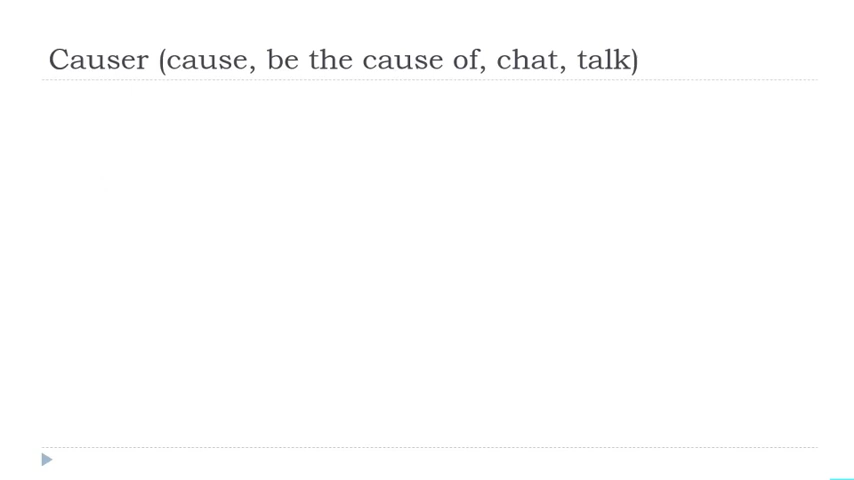 Causer (cause, be the cause of, chat, talk)